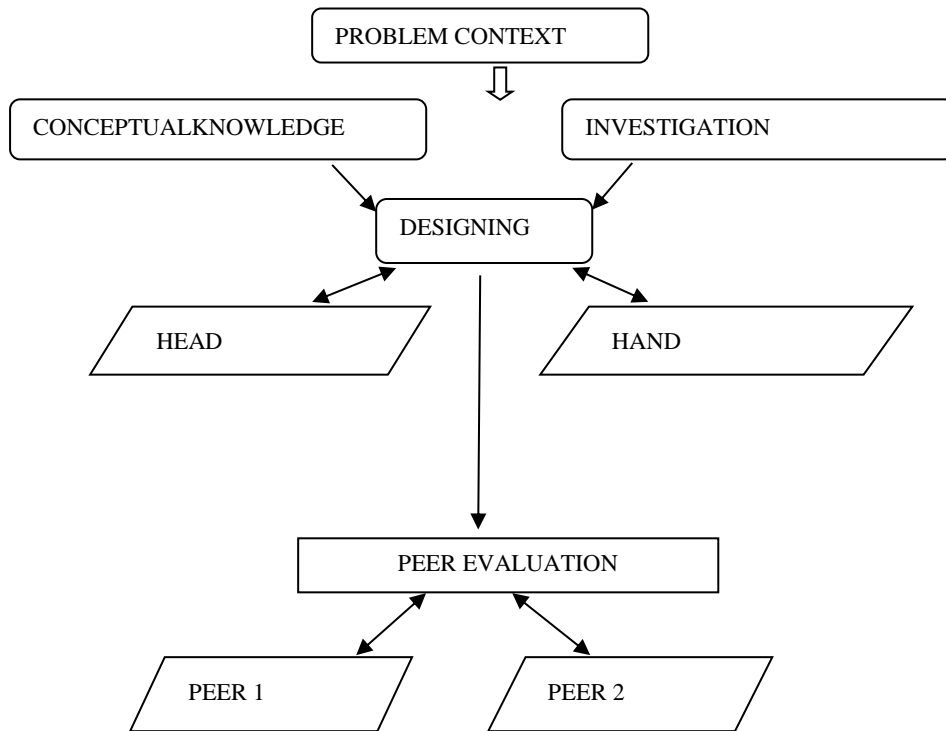 PROBLEM CONTEXT
CONCEPTUALKNOWLEDGE
INVESTIGATION
DESIGNING
HEAD
HAND
PEER EVALUATION
PEER 1
PEER 2